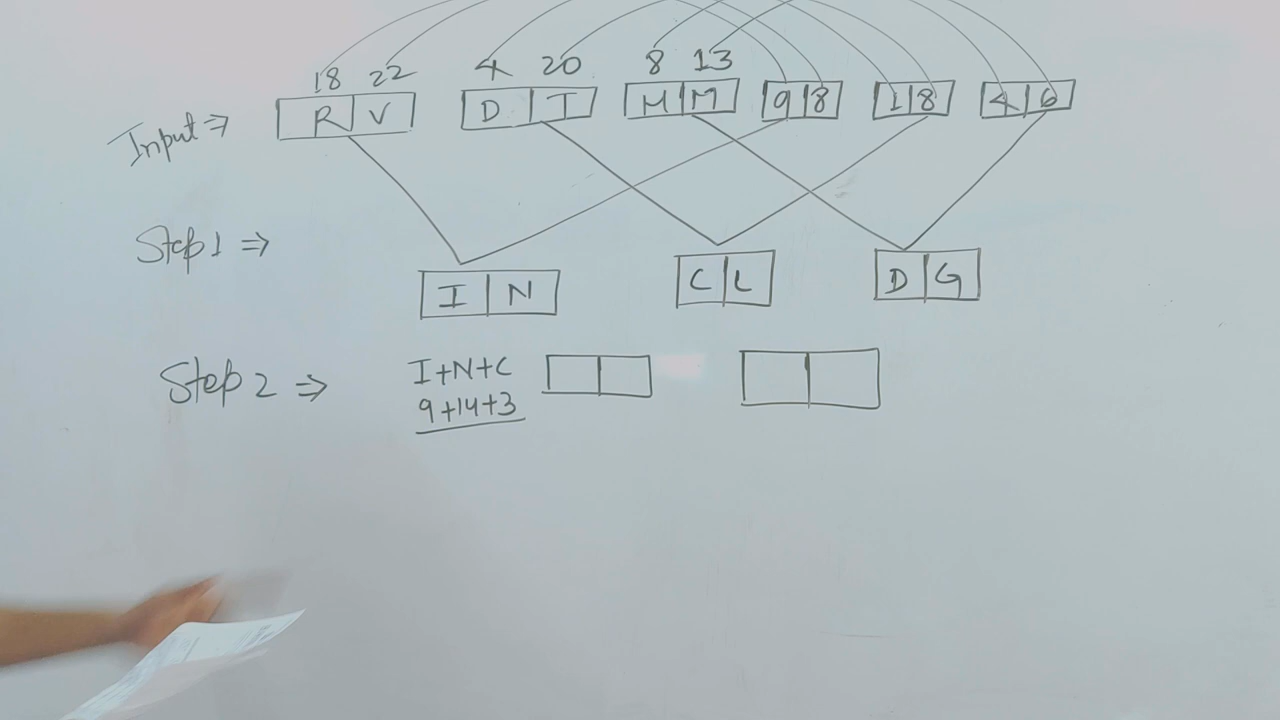 18 22 4 20 8 13
Input ⇒ R V D T H M 9 8 1 8 4 6
Step 1 ⇒
I N C L D G
Step 2 ⇒ I+N+C
9+14+3